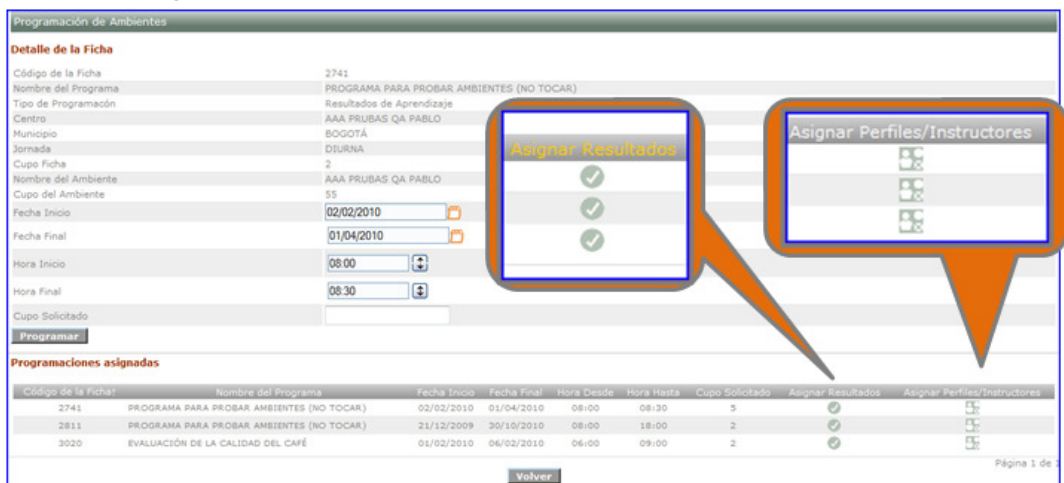 Programación de Ambientes
Detalle de la Ficha
Código de la Ficha 2741
Nombre del Programa PROGRAMA PARA PROBAR AMBIENTES (NO TOCAR)
Tipo de Programacón Resultados de Aprendizaje
Centro AAA PRUBAS QA PABLO
Municipio BOGOTÁ
Jornada DIURNA
Cupo Ficha 2
Nombre del Ambiente AAA PRUBAS QA PABLO
Cupo del Ambiente 55
Fecha Inicio 02/02/2010
Fecha Final 01/04/2010
Hora Inicio 08:00
Hora Final 08:30
Cupo Solicitado
Programar
Asignar Resultados
Asignar Perfiles/Instructores
Programaciones asignadas
Código de la Ficha↑ Nombre del Programa Fecha Inicio Fecha Final Hora Desde Hora Hasta Cupo Solicitado Asignar Resultados Asignar Perfiles/Instructores
2741 PROGRAMA PARA PROBAR AMBIENTES (NO TOCAR) 02/02/2010 01/04/2010 08:00 08:30 5
2811 PROGRAMA PARA PROBAR AMBIENTES (NO TOCAR) 21/12/2009 30/10/2010 08:00 18:00 2
3020 EVALUACIÓN DE LA CALIDAD DEL CAFÉ 01/02/2010 06/02/2010 06:00 09:00 2
Página 1 de 1
Volver